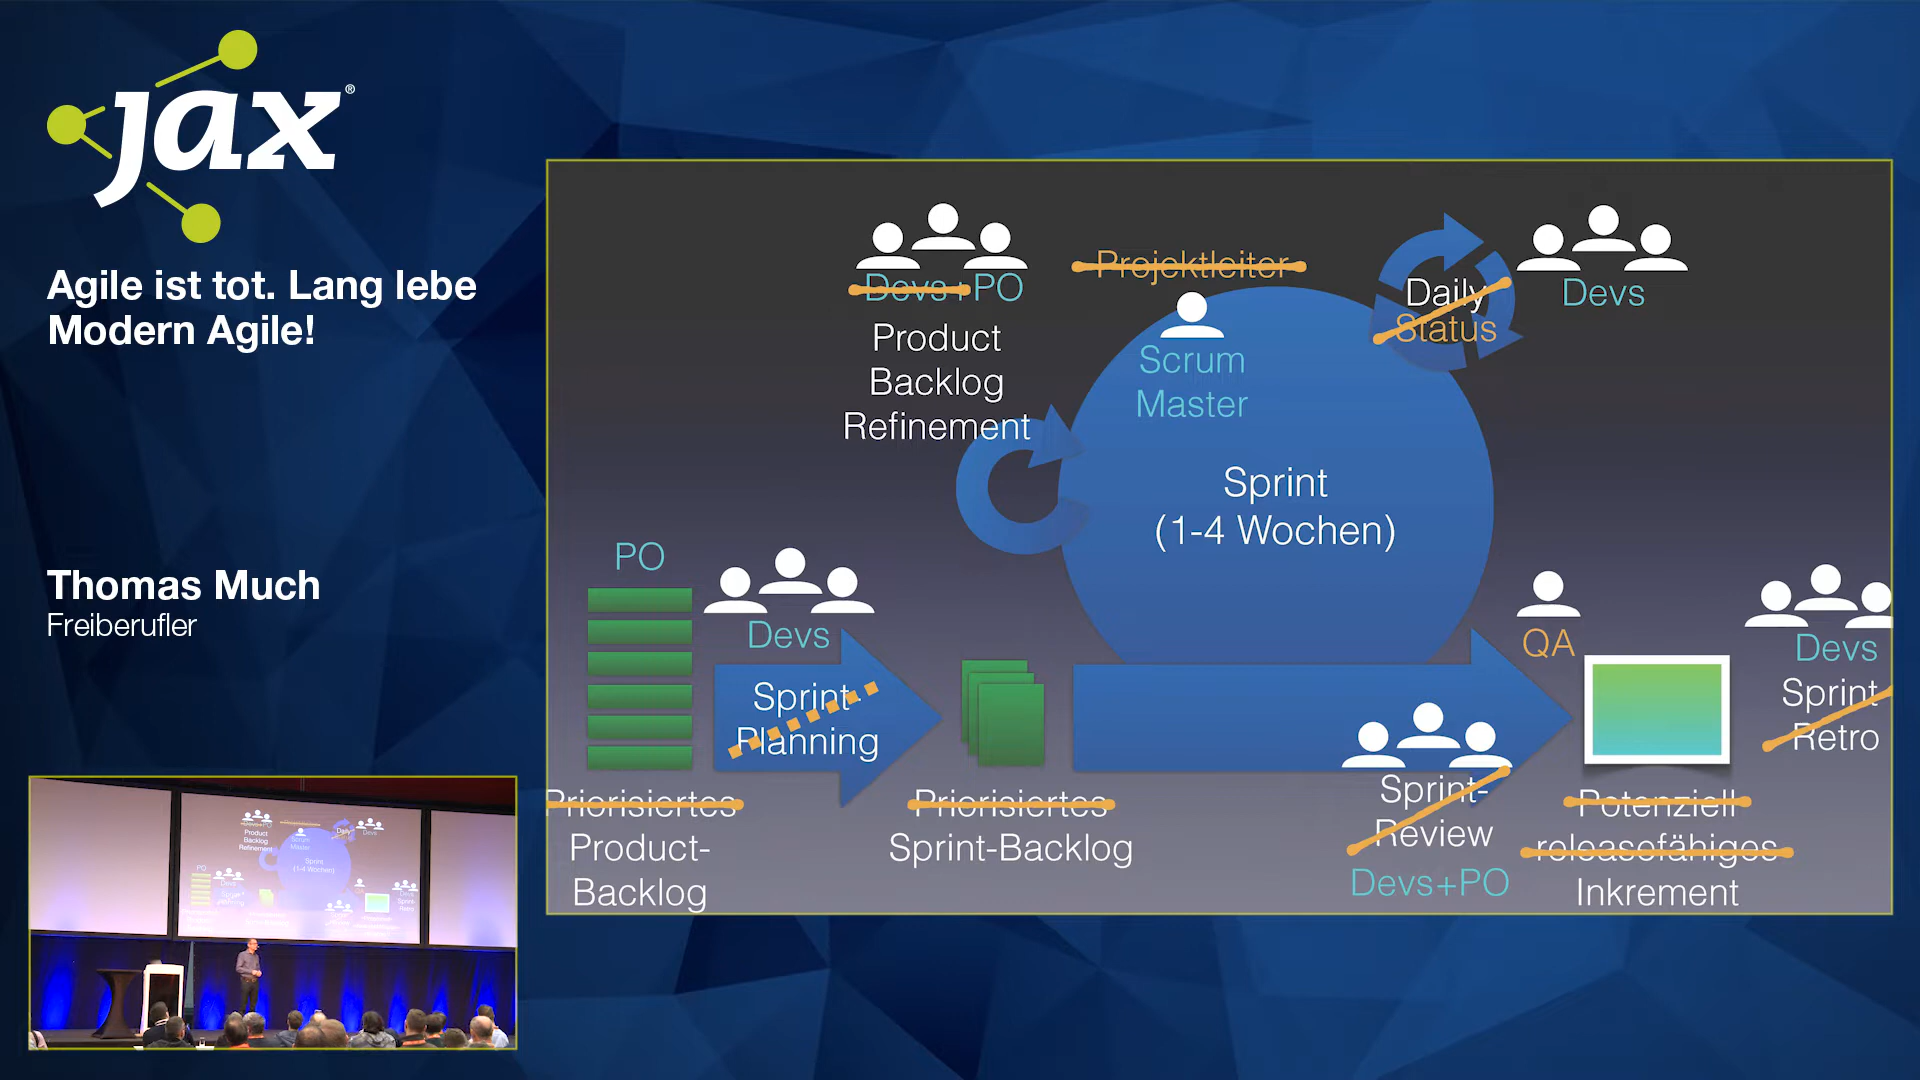 jax®
Agile ist tot. Lang lebe
Modern Agile!
Thomas Much
Freiberufler
Devs+PO
Product
Backlog
Refinement
Projektleiter
Scrum
Master
Daily
Status
Devs
Sprint
(1-4 Wochen)
PO
Devs
Sprint-
Planning
Priorisiertes
Product-
Backlog
Priorisiertes
Sprint-Backlog
Sprint-
Review
Devs+PO
QA
Potenziell
releasefähiges
Inkrement
Devs
Sprint
Retro